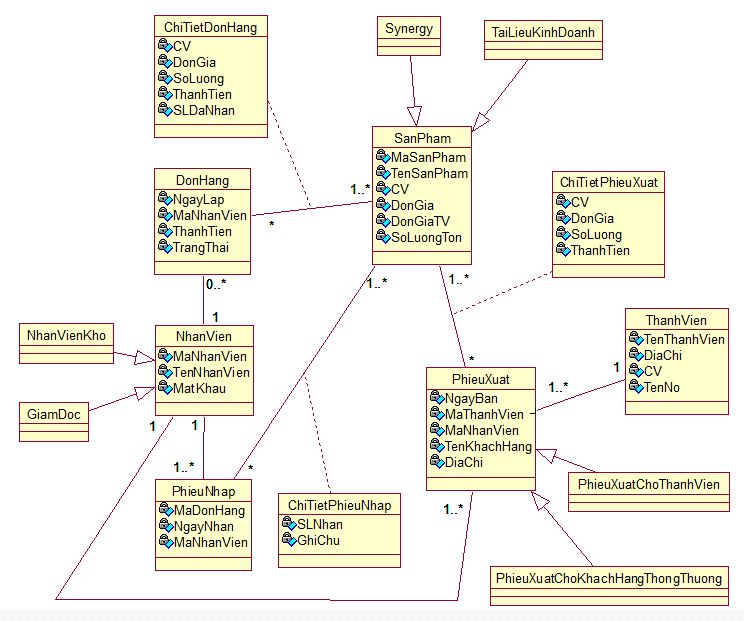 ChiTietDonHang
CV
DonGia
SoLuong
ThanhTien
SLDaNhan
Synergy
TaiLieuKinhDoanh
SanPham
MaSanPham
TenSanPham
CV
DonGia
DonGiaTV
SoLuongTon
DonHang
NgayLap
MaNhanVien
ThanhTien
TrangThai
1..*
*
ChiTietPhieuXuat
CV
DonGia
SoLuong
ThanhTien
0..*
1
1..*
1..*
NhanVienKho
NhanVien
MaNhanVien
TenNhanVien
MatKhau
GiamDoc
1
1
ThanhVien
TenThanhVien
DiaChi
CV
TenNo
1
1..*
*
PhieuXuat
NgayBan
MaThanhVien
MaNhanVien
TenKhachHang
DiaChi
1..*
*
PhieuNhap
MaDonHang
NgayNhan
MaNhanVien
ChiTietPhieuNhap
SLNhan
GhiChu
1..*
PhieuXuatChoThanhVien
PhieuXuatChoKhachHangThongThuong